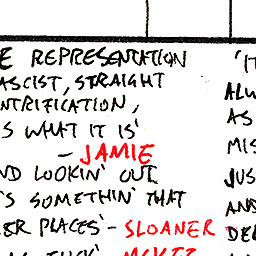 E REPRESENTATION
ASCIST, STRAIGHT
NTRIFICATION,
S WHAT IT IS'
- JAMIE
ND LOOKIN' OUT
'S SOMETHIN' THAT
ER PLACES' - SLOANER
'IT
ALW
AS
MIS
JUS
AND
DE